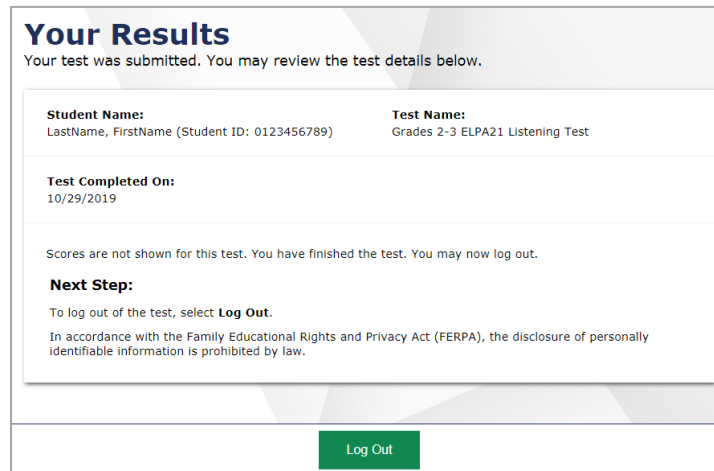 Your Results
Your test was submitted. You may review the test details below.
Student Name:
LastName, FirstName (Student ID: 0123456789)
Test Name:
Grades 2-3 ELPA21 Listening Test
Test Completed On:
10/29/2019
Scores are not shown for this test. You have finished the test. You may now log out.
Next Step:
To log out of the test, select Log Out.
In accordance with the Family Educational Rights and Privacy Act (FERPA), the disclosure of personally
identifiable information is prohibited by law.
Log Out